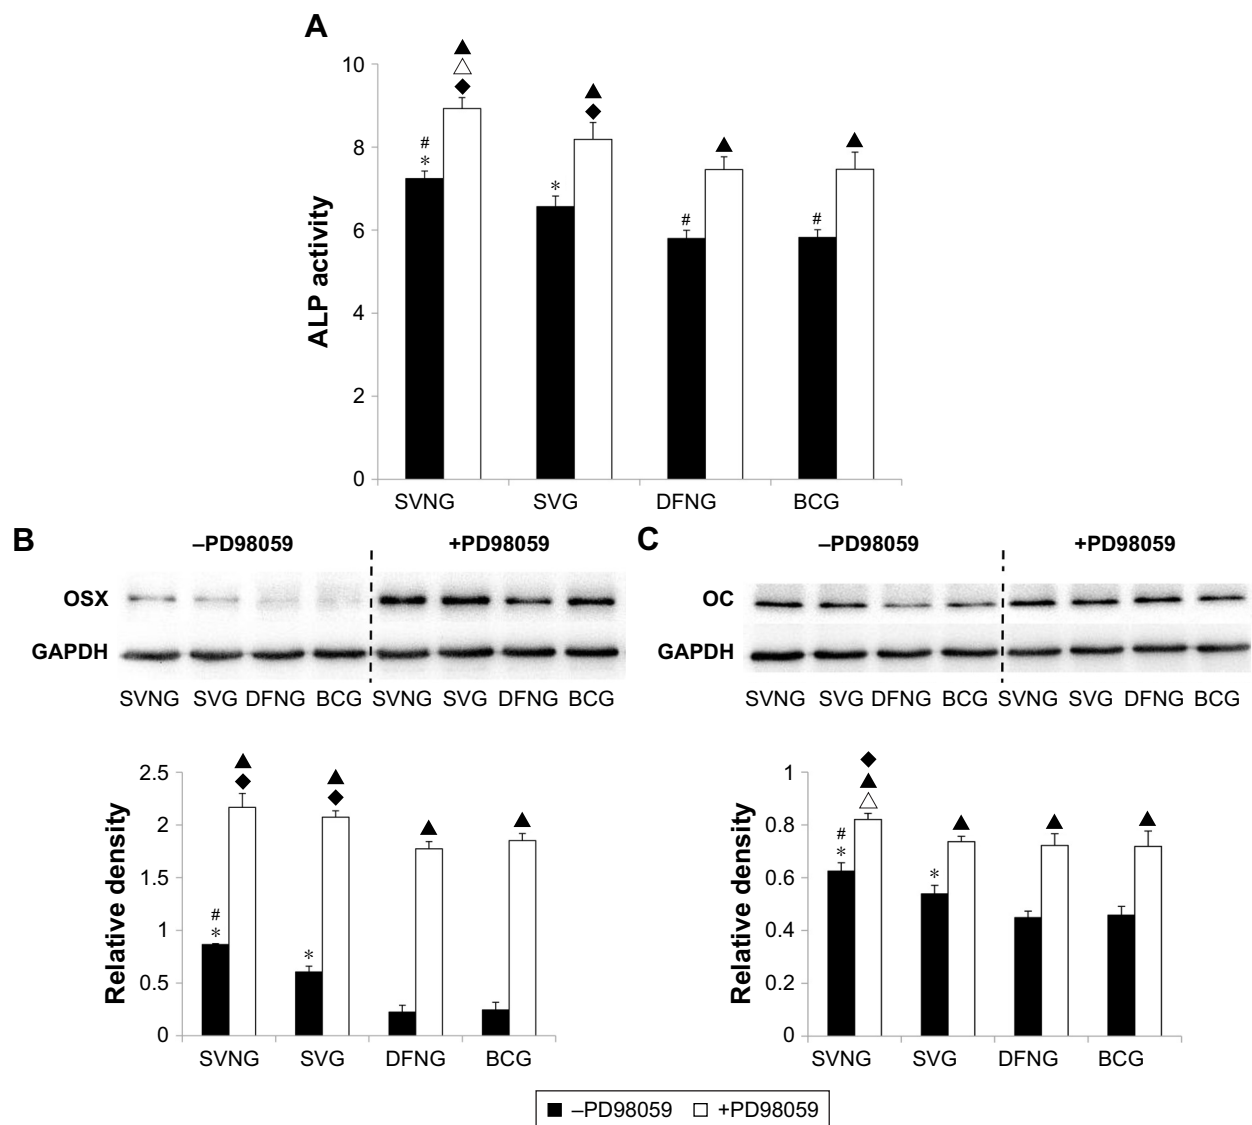 A
10
8
6
4
2
0
ALP activity
#
*
*
#
#
SVNG SVG DFNG BCG
B
–PD98059 +PD98059
OSX
GAPDH
SVNG SVG DFNG BCG SVNG SVG DFNG BCG
2.5
2
1.5
1
0.5
0
Relative density
#
*
*
SVNG SVG DFNG BCG
C
–PD98059 +PD98059
OC
GAPDH
SVNG SVG DFNG BCG SVNG SVG DFNG BCG
1
0.8
0.6
0.4
0.2
0
Relative density
#
*
*
SVNG SVG DFNG BCG
–PD98059 +PD98059